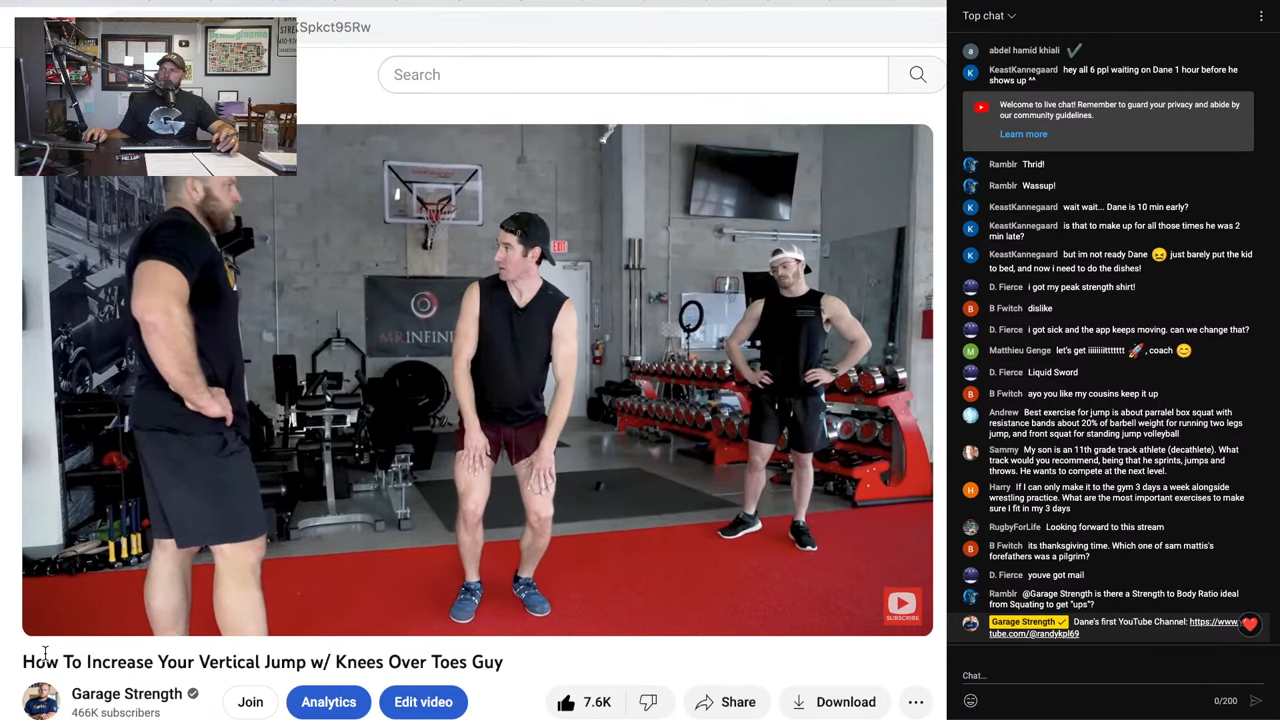 Spkct95Rw
Search
Pennsylvania
EXIT
MR INFINI
SUBSCRIBE
How To Increase Your Vertical Jump w/ Knees Over Toes Guy
Garage Strength
466K subscribers
Join
Analytics
Edit video
7.6K
Share
Download
Top chat
abdel hamid khiali
KeastKannegaard hey all 6 ppl waiting on Dane 1 hour before he
shows up ^^
Welcome to live chat! Remember to guard your privacy and abide by
our community guidelines.
Learn more
Ramblr Thrid!
Ramblr Wassup!
KeastKannegaard wait wait... Dane is 10 min early?
KeastKannegaard is that to make up for all those times he was 2
min late?
KeastKannegaard but im not ready Dane 😣 just barely put the kid
to bed, and now i need to do the dishes!
D. Fierce i got my peak strength shirt!
B Fwitch dislike
D. Fierce i got sick and the app keeps moving. can we change that?
Matthieu Genge let's get iiiiiiiitttttttt 🚀, coach 😊
D. Fierce Liquid Sword
B Fwitch ayo you like my cousins keep it up
Andrew Best exercise for jump is about parralel box squat with
resistance bands about 20% of barbell weight for running two legs
jump, and front squat for standing jump volleyball
Sammy My son is an 11th grade track athlete (decathlete). What
track would you recommend, being that he sprints, jumps and
throws. He wants to compete at the next level.
Harry If I can only make it to the gym 3 days a week alongside
wrestling practice. What are the most important exercises to make
sure I fit in my 3 days
RugbyForLife Looking forward to this stream
B Fwitch its thanksgiving time. Which one of sam mattis's
forefathers was a pilgrim?
D. Fierce youve got mail
Ramblr @Garage Strength is there a Strength to Body Ratio ideal
from Squating to get "ups"?
Garage Strength Dane's first YouTube Channel: https://www.y
tube.com/@randykpl69
Chat...
0/200